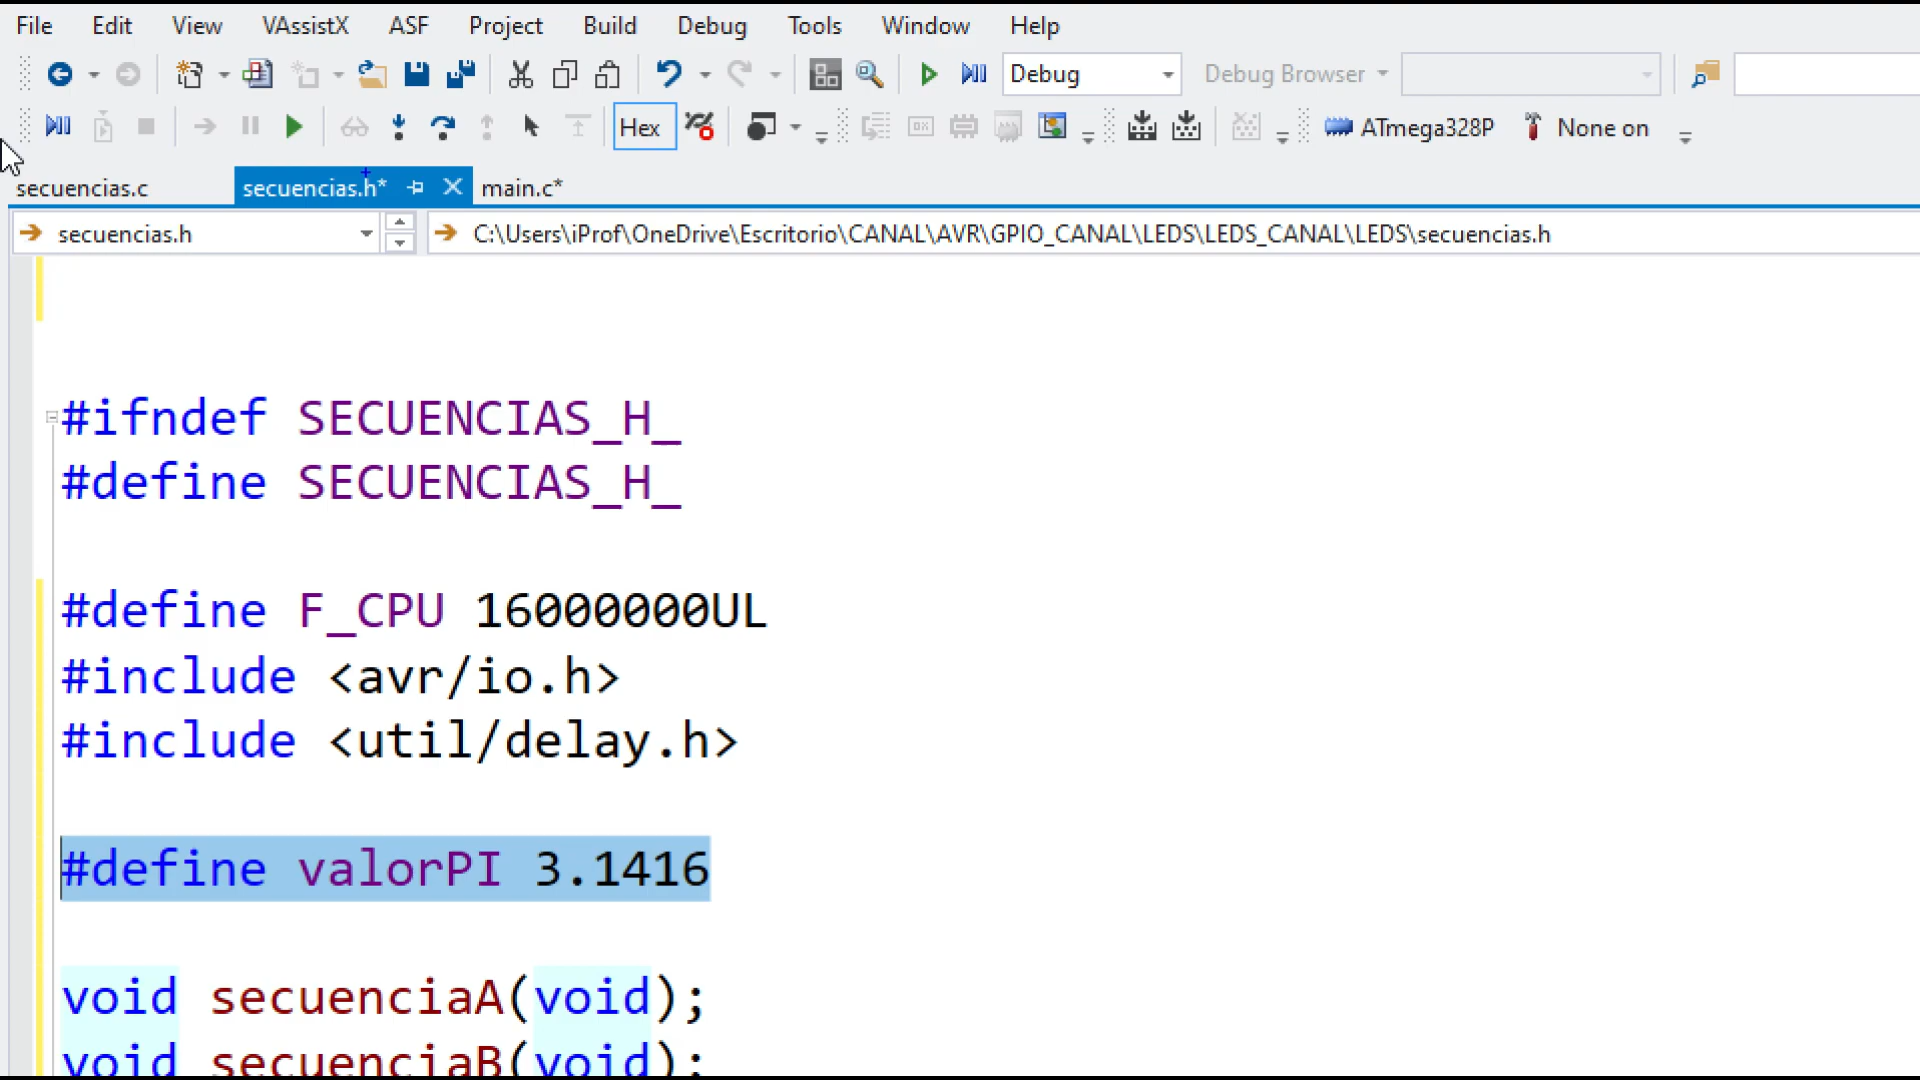 File Edit View VAssistX ASF Project Build Debug Tools Window Help
Debug Debug Browser
Hex ATmega328P None on
secuencias.c secuencias.h* main.c*
secuencias.h C:\Users\iProf\OneDrive\Escritorio\CANAL\AVR\GPIO_CANAL\LEDS\LEDS_CANAL\LEDS\secuencias.h
#ifndef SECUENCIAS_H_
#define SECUENCIAS_H_
#define F_CPU 16000000UL
#include <avr/io.h>
#include <util/delay.h>
#define valorPI 3.1416
void secuenciaA(void);
void secuenciaB(void);